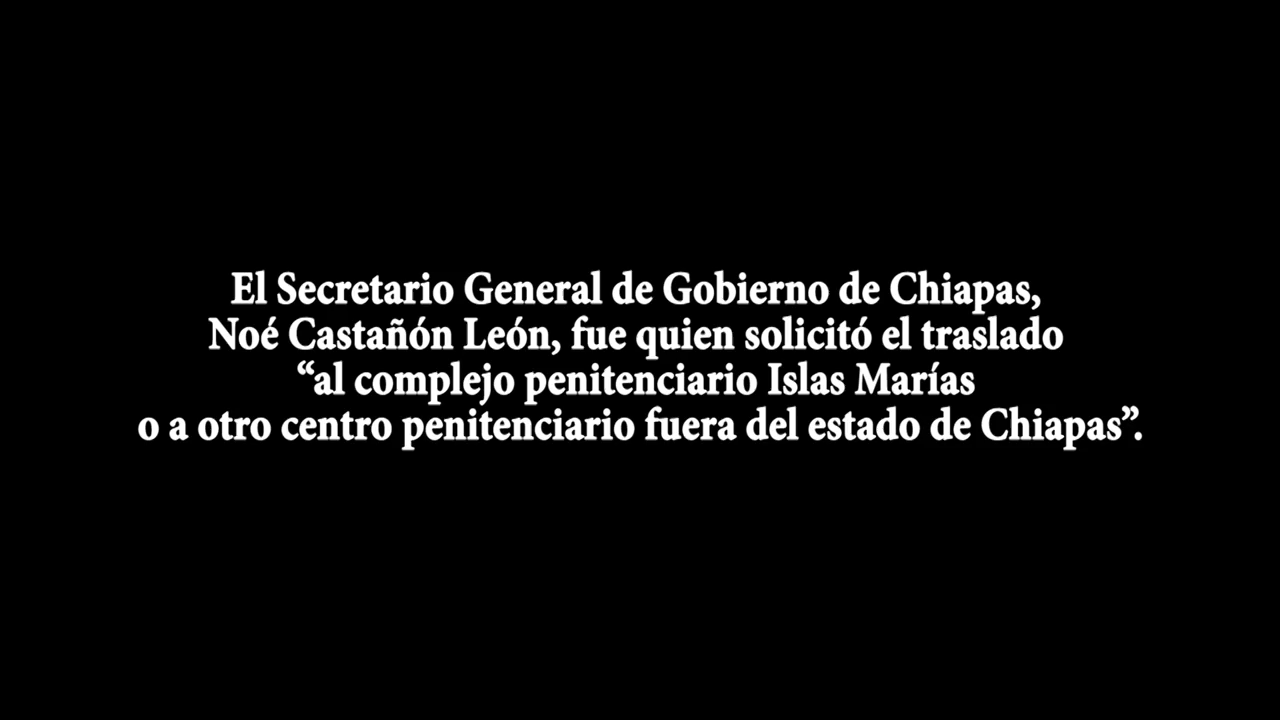 El Secretario General de Gobierno de Chiapas,
Noé Castañón León, fue quien solicitó el traslado
“al complejo penitenciario Islas Marías
o a otro centro penitenciario fuera del estado de Chiapas”.